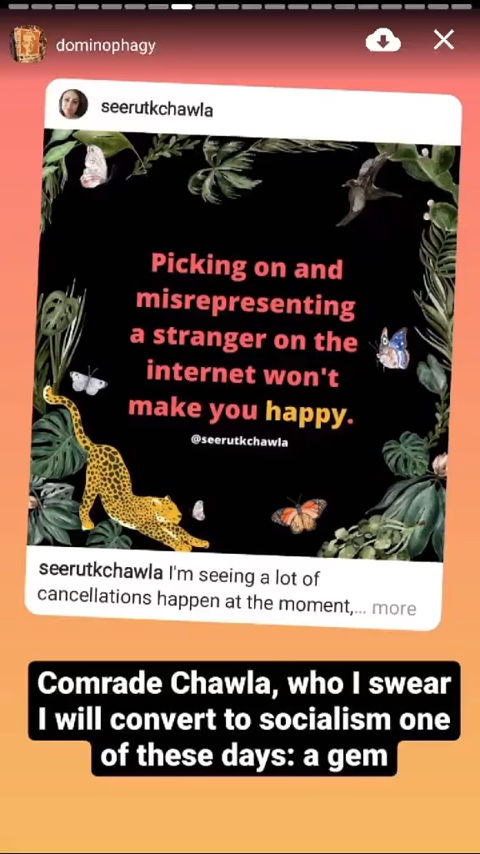 dominophagy
seerutkchawla
Picking on and
misrepresenting
a stranger on the
internet won't
make you happy.
@seerutkchawla
seerutkchawla I'm seeing a lot of
cancellations happen at the moment,... more
Comrade Chawla, who I swear
I will convert to socialism one
of these days: a gem